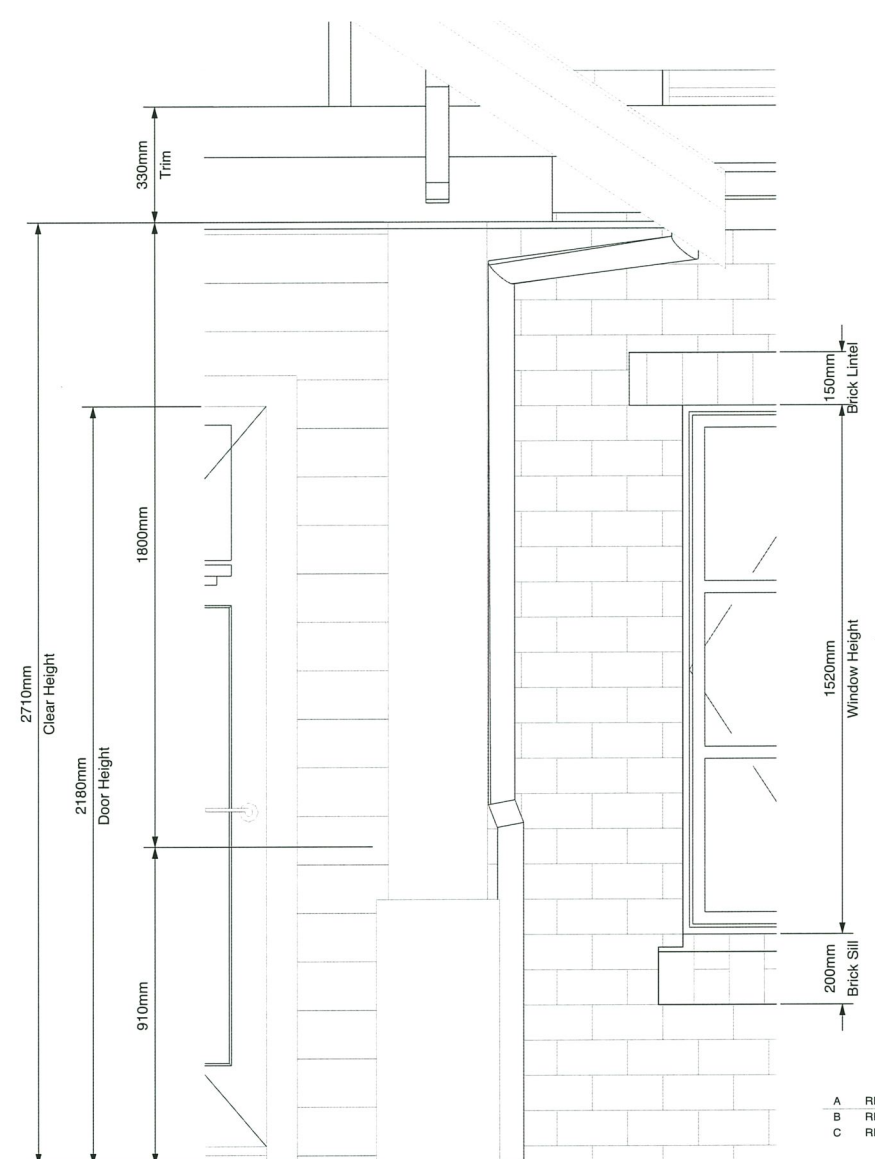 330mm
Trim
150mm
Brick Lintel
1800mm
2710mm
Clear Height
1520mm
Window Height
2180mm
Door Height
910mm
200mm
Brick Sill
A
B
C